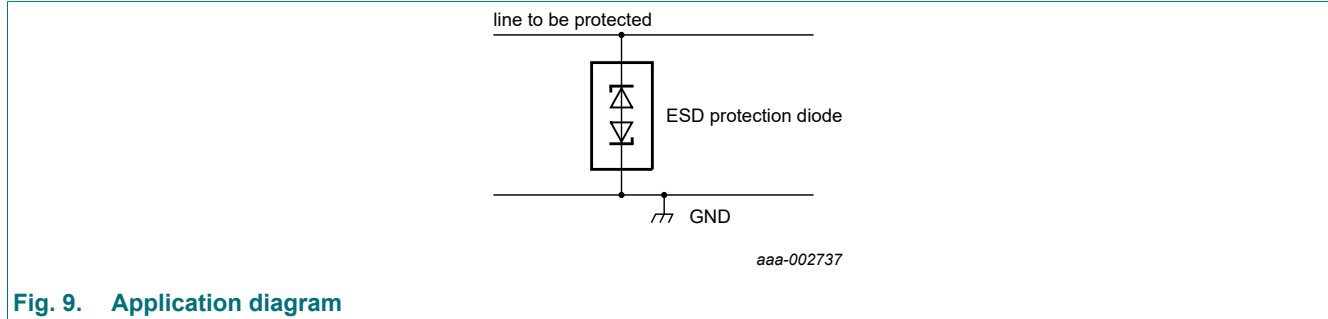 line to be protected
ESD protection diode
GND
aaa-002737
Fig. 9. Application diagram